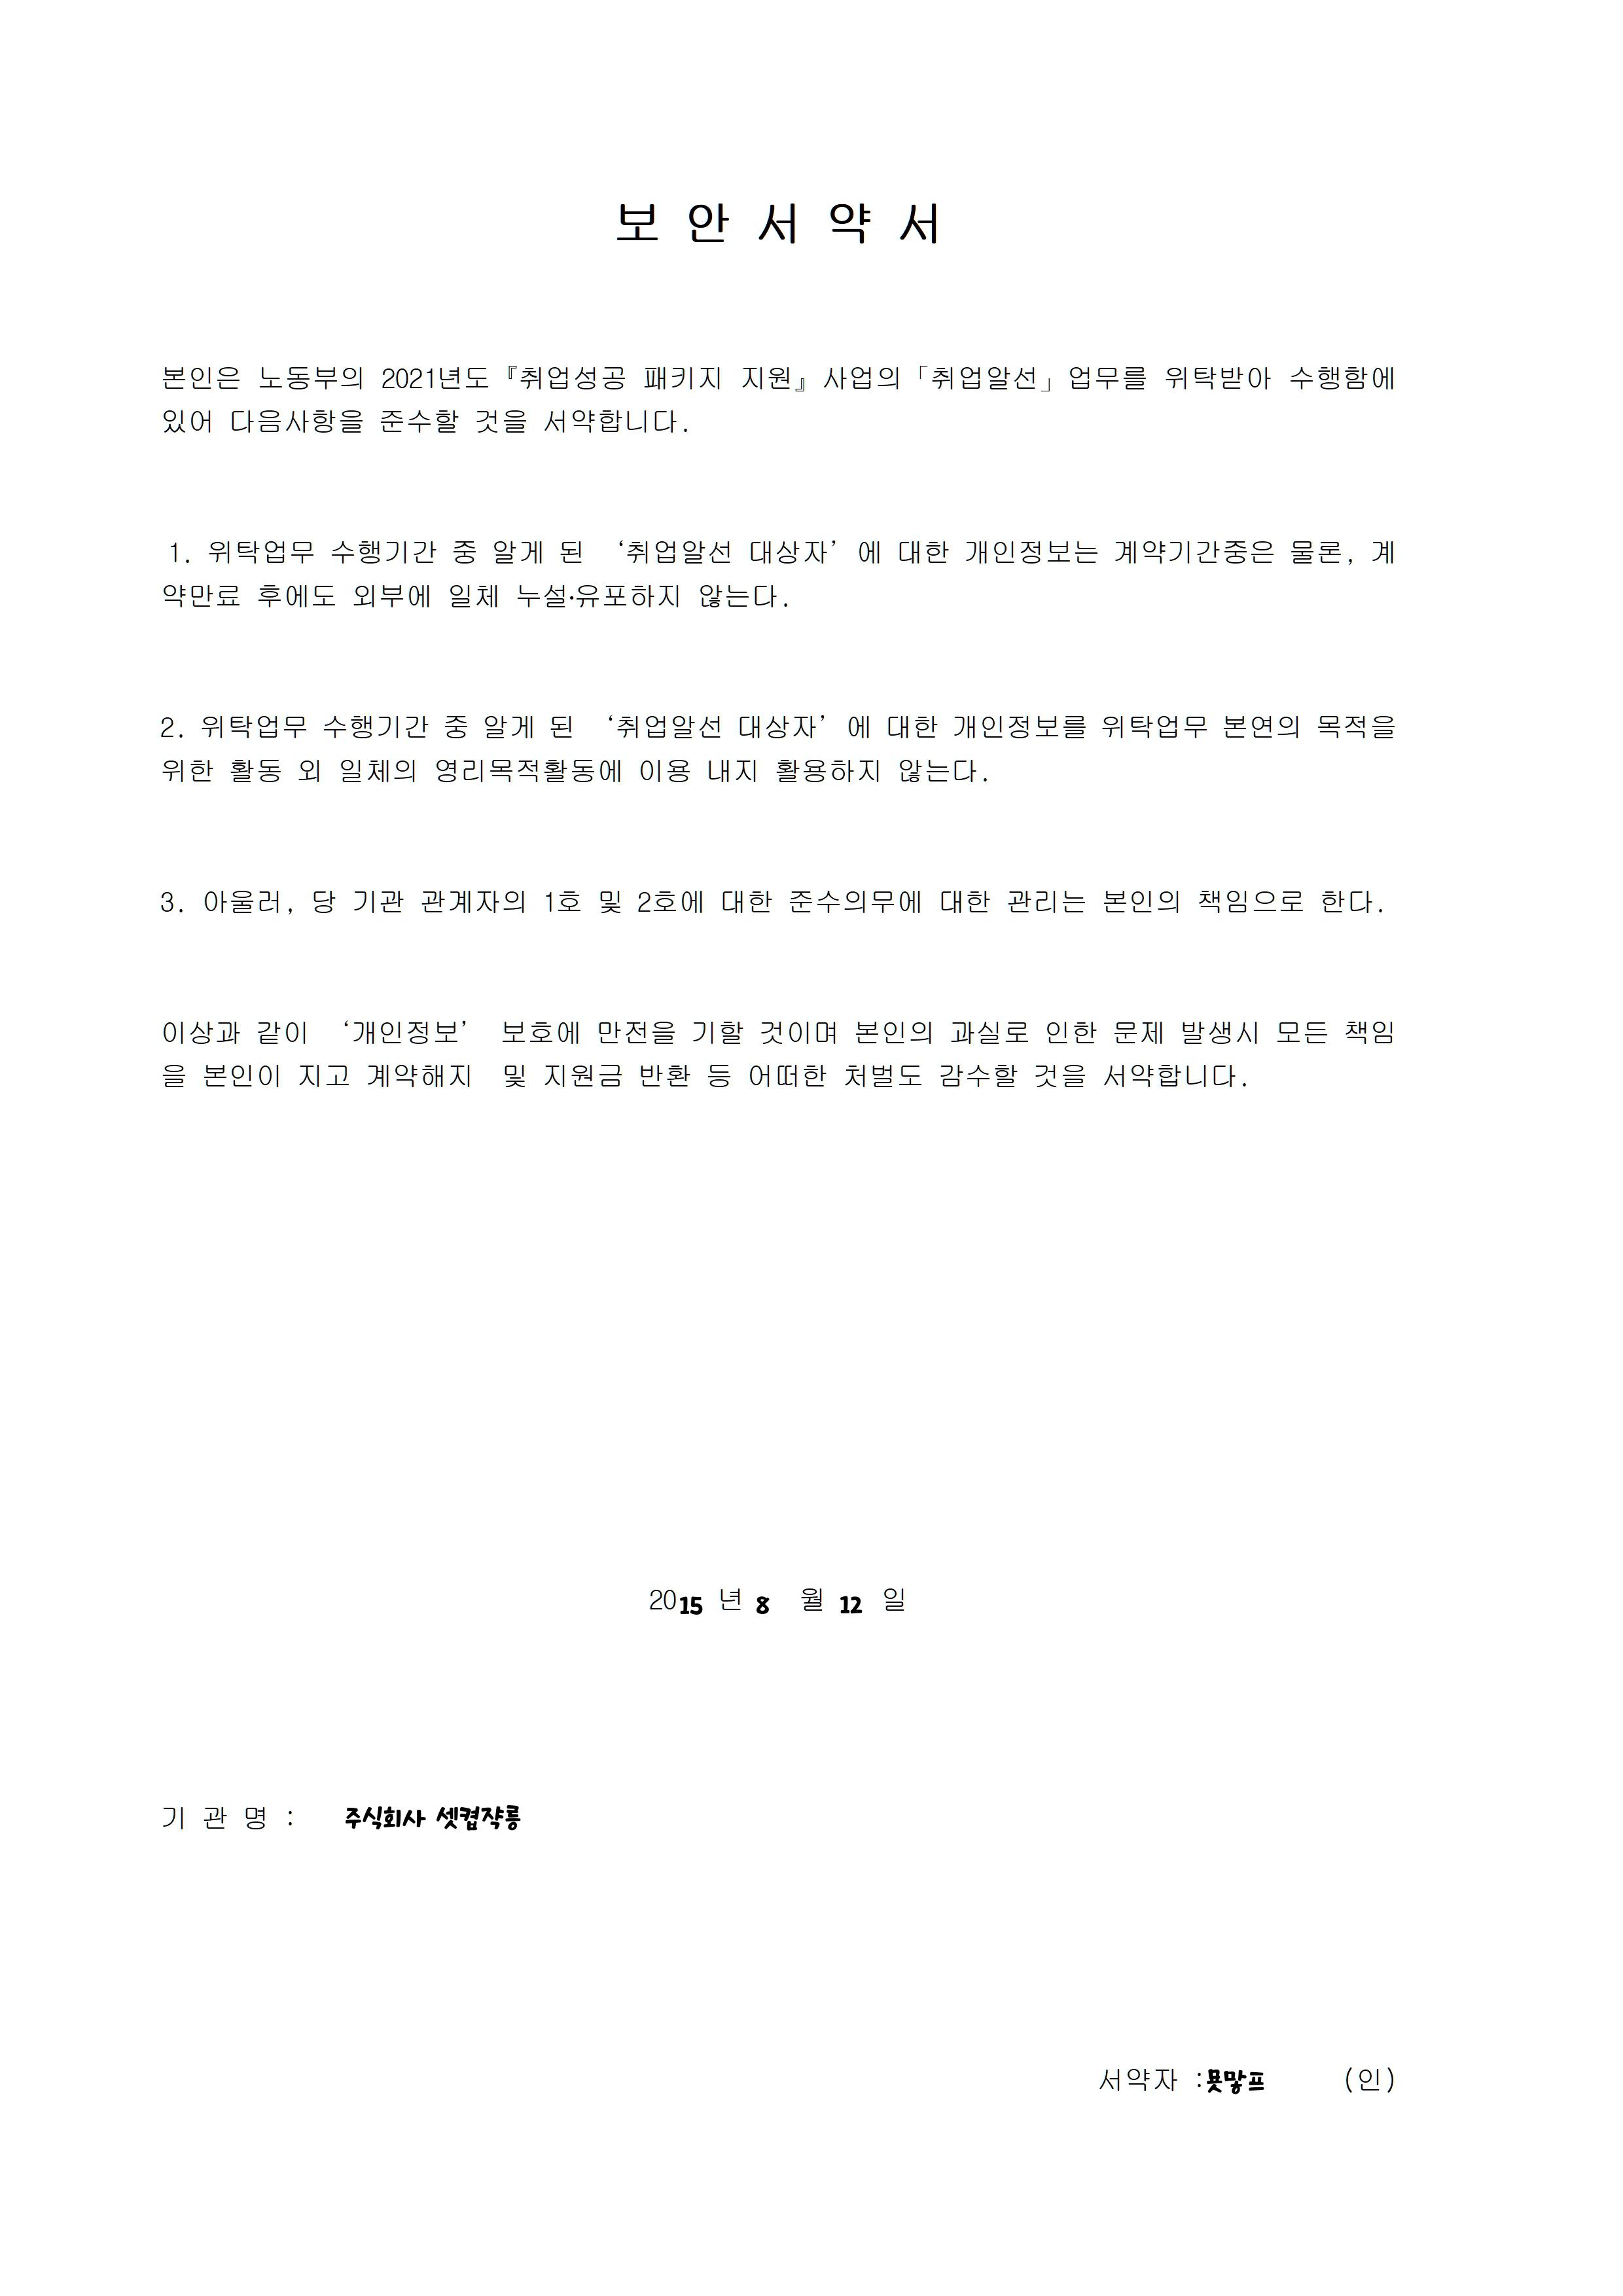 보 안 서 약 서
본인은 노동부의 2021년도『취업성공 패키지 지원』사업의「취업알선」업무를 위탁받아 수행함에
있어 다음사항을 준수할 것을 서약합니다.
1. 위탁업무 수행기간 중 알게 된 ‘취업알선 대상자’에 대한 개인정보는 계약기간중은 물론, 계
약만료 후에도 외부에 일체 누설·유포하지 않는다.
2. 위탁업무 수행기간 중 알게 된 ‘취업알선 대상자’에 대한 개인정보를 위탁업무 본연의 목적을
위한 활동 외 일체의 영리목적활동에 이용 내지 활용하지 않는다.
3. 아울러, 당 기관 관계자의 1호 및 2호에 대한 준수의무에 대한 관리는 본인의 책임으로 한다.
이상과 같이 ‘개인정보’ 보호에 만전을 기할 것이며 본인의 과실로 인한 문제 발생시 모든 책임
을 본인이 지고 계약해지 및 지원금 반환 등 어떠한 처벌도 감수할 것을 서약합니다.
2015 년 8 월 12 일
기 관 명 : 주식회사
서약자 : (인)